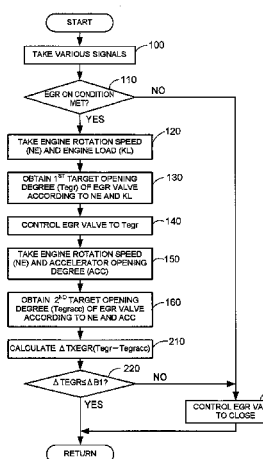 START
TAKE VARIOUS SIGNALS
100
110
EGR ON CONDITION
MET?
NO
YES
120
TAKE ENGINE ROTATION SPEED
(NE) AND ENGINE LOAD (KL)
130
OBTAIN 1ST TARGET OPENING
DEGREE (Tegr) OF EGR VALVE
ACCORDING TO NE AND KL
140
CONTROL EGR VALVE TO Tegr
150
TAKE ENGINE ROTATION SPEED
(NE) AND ACCELERATOR OPENING
DEGREE (ACC)
160
OBTAIN 2ND TARGET OPENING
DEGREE (Tegracc) OF EGR VALVE
ACCORDING TO NE AND ACC
210
CALCULATE ΔTXEGR(Tegr-Tegracc)
220
ΔTEGR≤ΔB1?
NO
YES
CONTROL EGR VA
TO CLOSE
RETURN